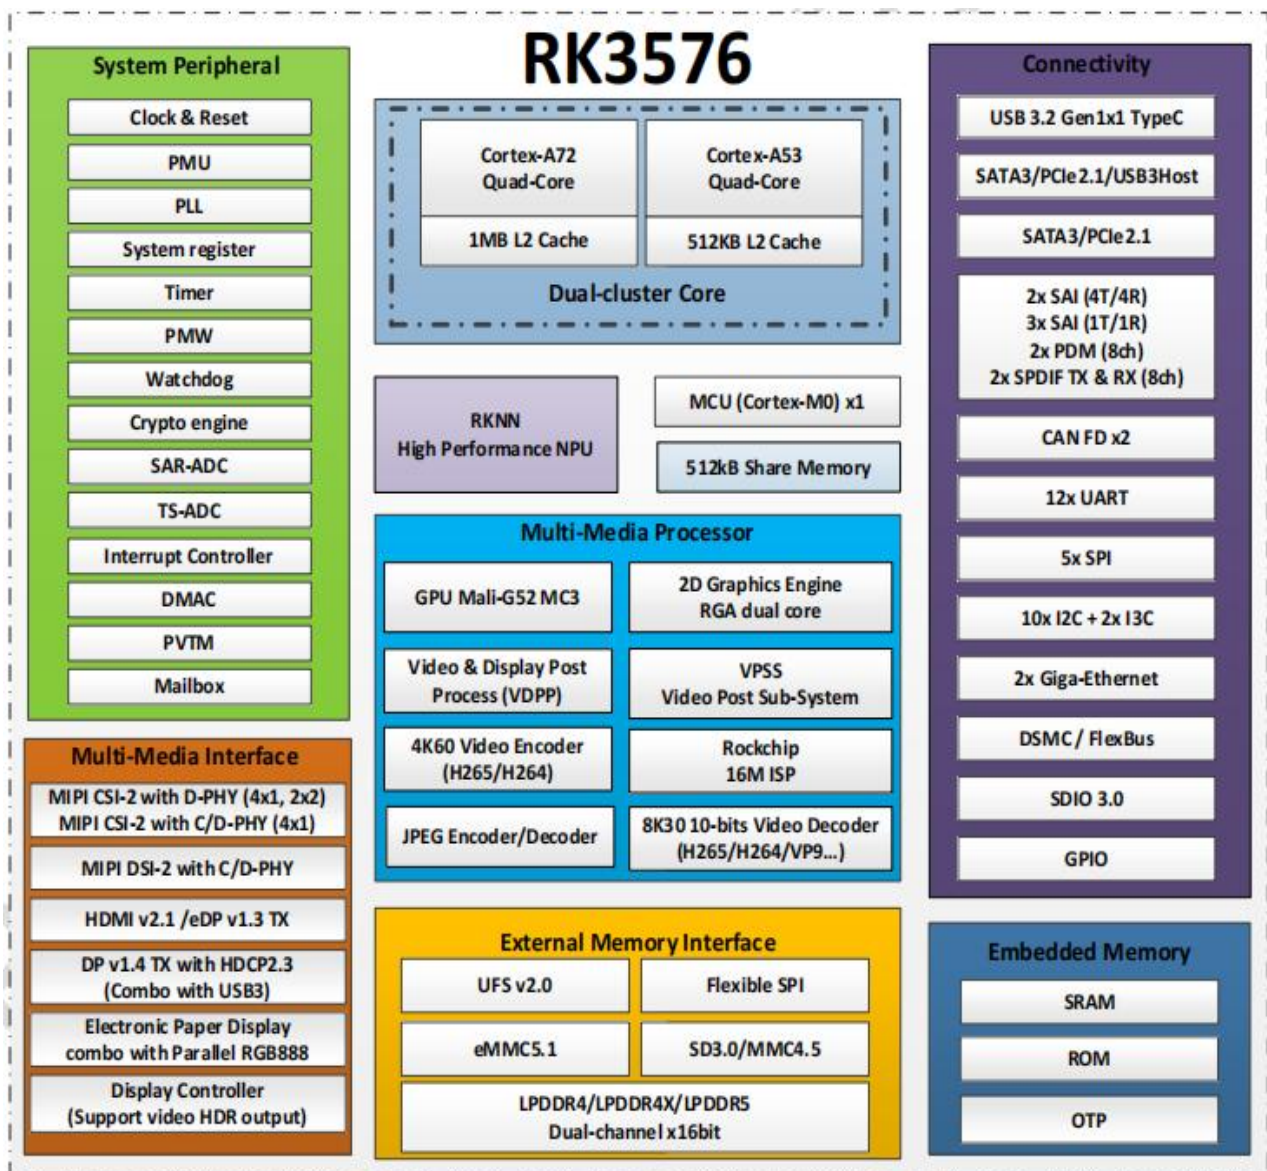 RK3576
System Peripheral
Clock & Reset
PMU
PLL
System register
Timer
PMW
Watchdog
Crypto engine
SAR-ADC
TS-ADC
Interrupt Controller
DMAC
PVTM
Mailbox
Multi-Media Interface
MIPI CSI-2 with D-PHY (4x1, 2x2)
MIPI CSI-2 with C/D-PHY (4x1)
MIPI DSI-2 with C/D-PHY
HDMI v2.1 /eDP v1.3 TX
DP v1.4 TX with HDCP2.3
(Combo with USB3)
Electronic Paper Display
combo with Parallel RGB888
Display Controller
(Support video HDR output)
Cortex-A72
Quad-Core
1MB L2 Cache
Cortex-A53
Quad-Core
512KB L2 Cache
Dual-cluster Core
RKNN
High Performance NPU
MCU (Cortex-M0) x1
512kB Share Memory
Multi-Media Processor
GPU Mali-G52 MC3
2D Graphics Engine
RGA dual core
Video & Display Post
Process (VDPP)
VPSS
Video Post Sub-System
4K60 Video Encoder
(H265/H264)
Rockchip
16M ISP
JPEG Encoder/Decoder
8K30 10-bits Video Decoder
(H265/H264/VP9...)
External Memory Interface
UFS v2.0
Flexible SPI
eMMC5.1
SD3.0/MMC4.5
LPDDR4/LPDDR4X/LPDDR5
Dual-channel x16bit
Connectivity
USB 3.2 Gen1x1 TypeC
SATA3/PCIe2.1/USB3Host
SATA3/PCIe2.1
2x SAI (4T/4R)
3x SAI (1T/1R)
2x PDM (8ch)
2x SPDIF TX & RX (8ch)
CAN FD x2
12x UART
5x SPI
10x I2C + 2x I3C
2x Giga-Ethernet
DSMC / FlexBus
SDIO 3.0
GPIO
Embedded Memory
SRAM
ROM
OTP